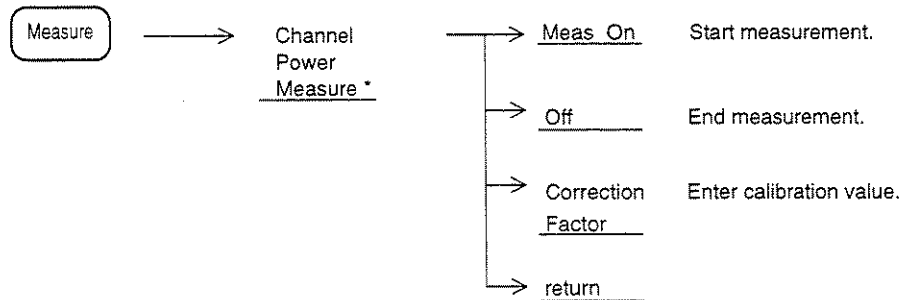 Measure
Channel
Power
Measure *
Meas On
Start measurement.
Off
End measurement.
Correction
Factor
Enter calibration value.
return